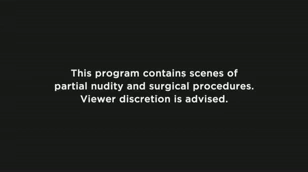 This program contains scenes of
partial nudity and surgical procedures.
Viewer discretion is advised.